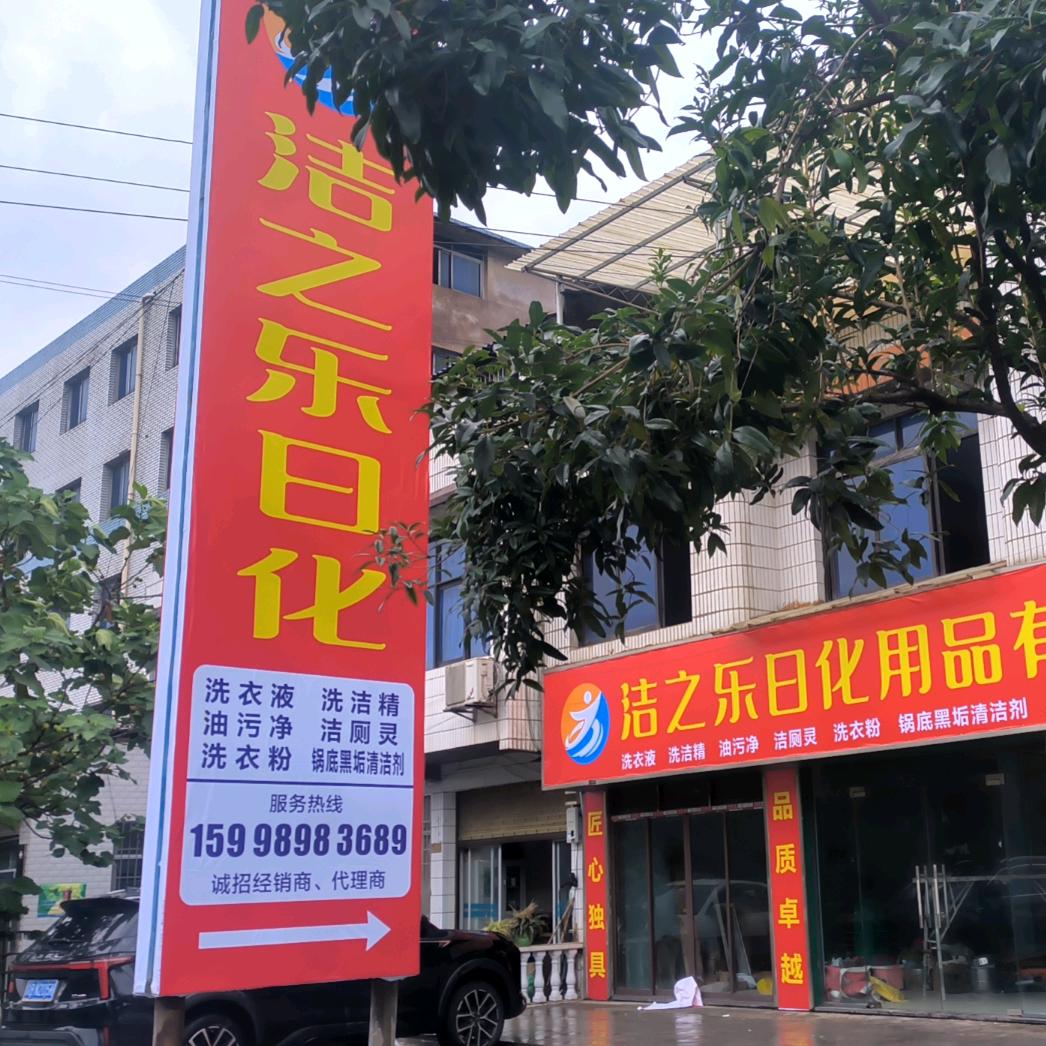 洁之乐日化
洗衣液 洗洁精
油污净 洁厕灵
洗衣粉 锅底黑垢清洁剂
服务热线
159 9898 3689
诚招经销商、代理商
洁之乐日化用品有
洗衣液 洗洁精 油污净 洁厕灵 洗衣粉 锅底黑垢清洁剂
匠心独具
品质卓越